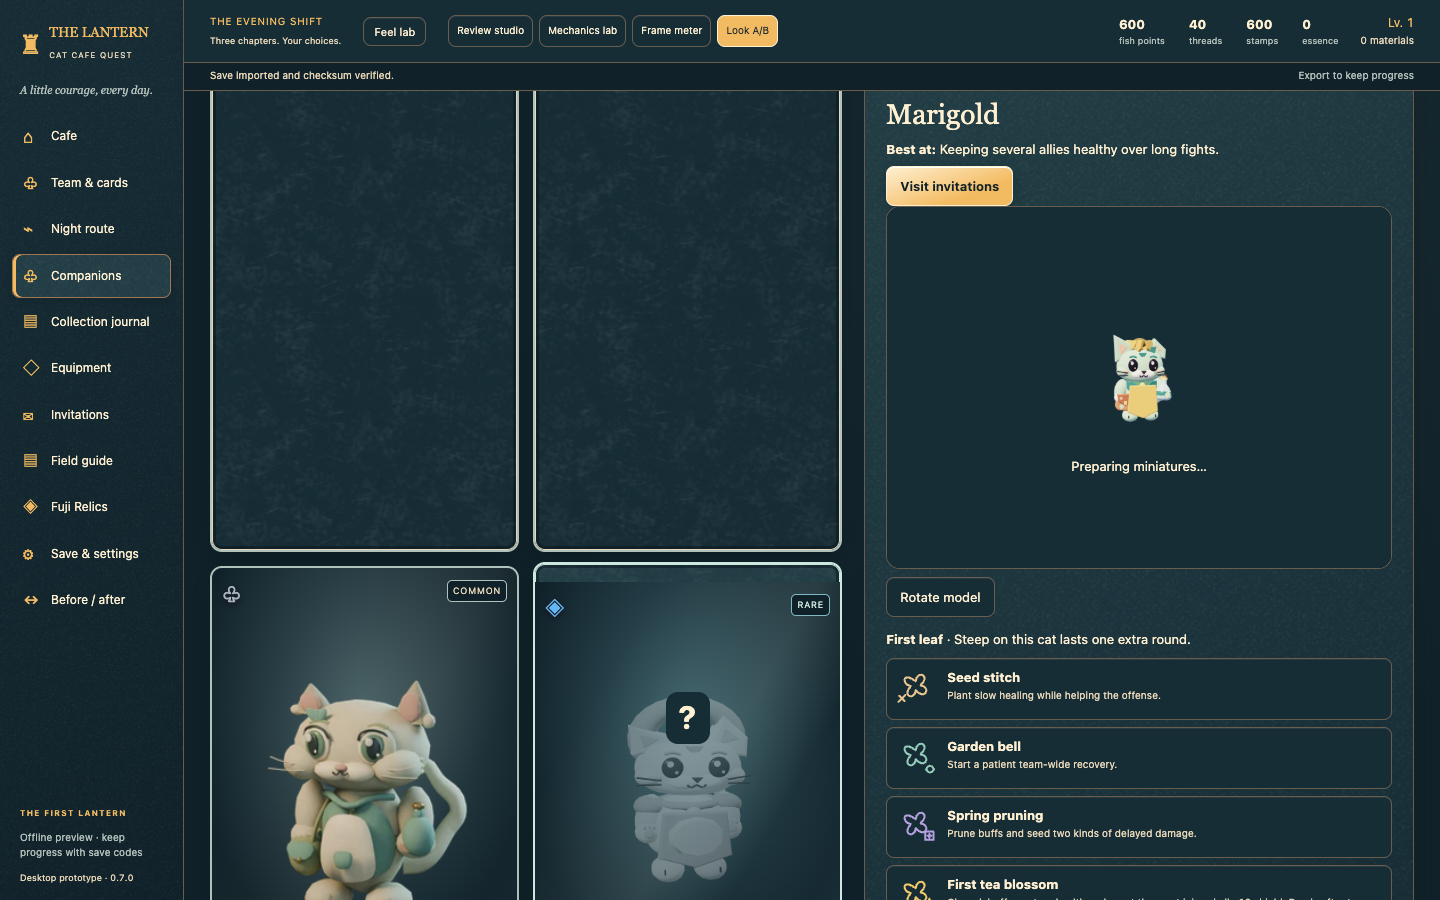 THE LANTERN
CAT CAFE QUEST
A little courage, every day.
Cafe
Team & cards
Night route
Companions
Collection journal
Equipment
Invitations
Field guide
Fuji Relics
Save & settings
Before / after
THE FIRST LANTERN
Offline preview · keep
progress with save codes
Desktop prototype · 0.7.0
THE EVENING SHIFT
Three chapters. Your choices.
Feel lab
Review studio
Mechanics lab
Frame meter
Look A/B
600
fish points
40
threads
600
stamps
0
essence
Lv. 1
0 materials
Save imported and checksum verified.
Export to keep progress
COMMON
RARE
?
Marigold
Best at: Keeping several allies healthy over long fights.
Visit invitations
Preparing miniatures...
Rotate model
First leaf · Steep on this cat lasts one extra round.
Seed stitch
Plant slow healing while helping the offense.
Garden bell
Start a patient team-wide recovery.
Spring pruning
Prune buffs and seed two kinds of delayed damage.
First tea blossom